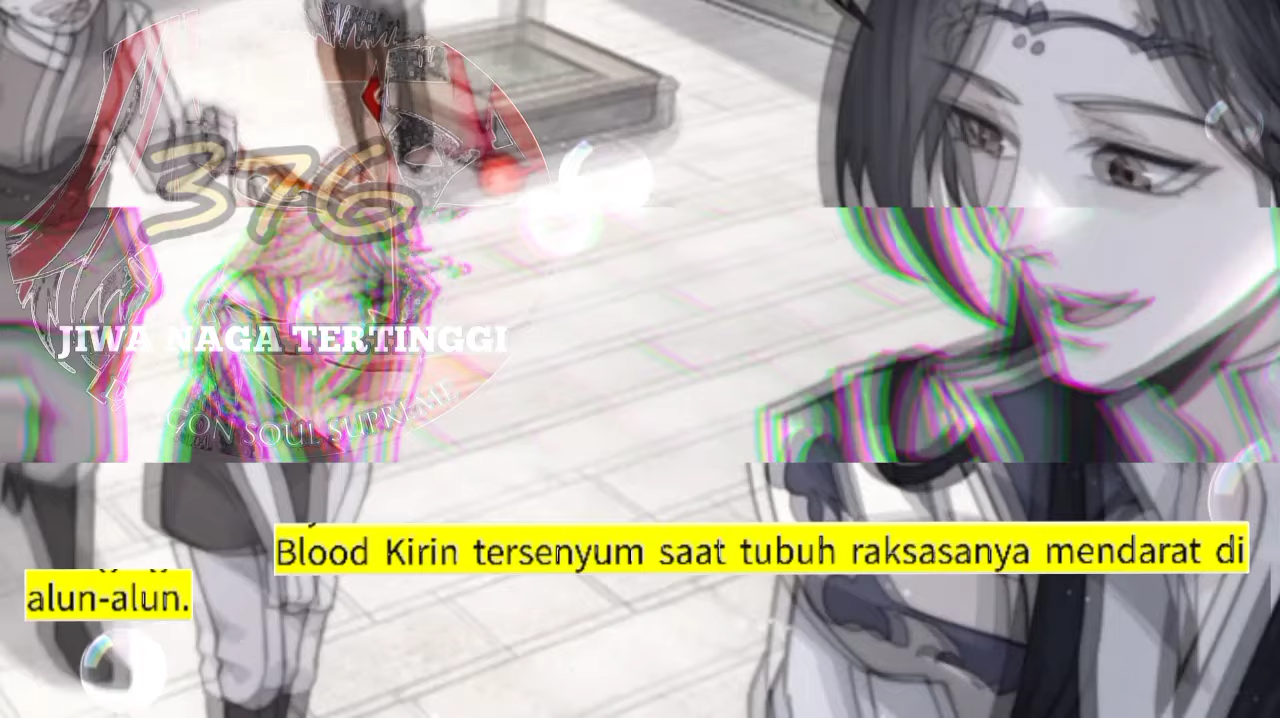 376
JIWA NAGA TERTINGGI
GON SOUL SUPREME
Blood Kirin tersenyum saat tubuh raksasanya mendarat di
alun-alun.